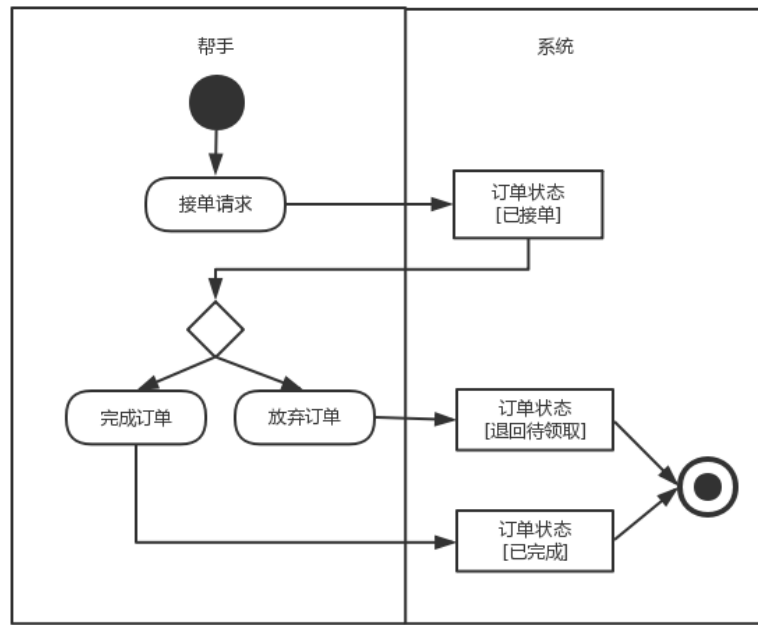 帮手
系统
接单请求
订单状态
[已接单]
完成订单
放弃订单
订单状态
[退回待领取]
订单状态
[已完成]